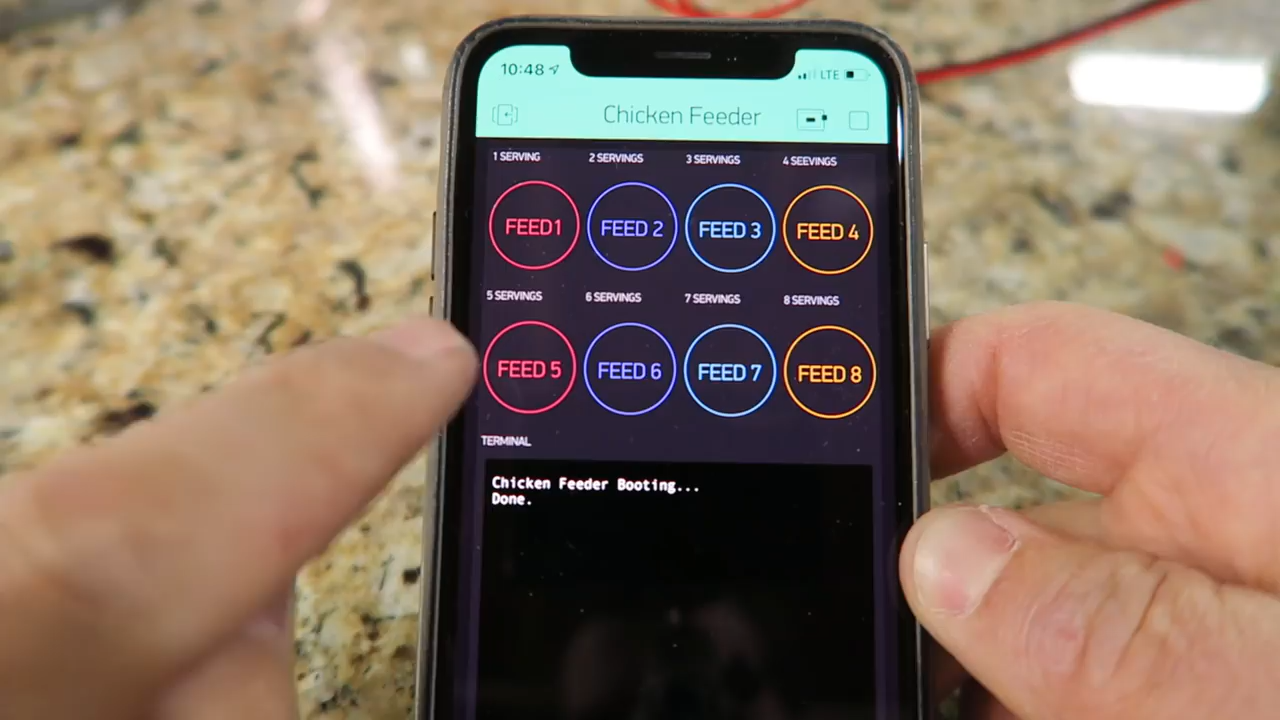 10:48 LTE
Chicken Feeder
1 SERVING 2 SERVINGS 3 SERVINGS 4 SEEVINGS
FEED1 FEED 2 FEED 3 FEED 4
5 SERVINGS 6 SERVINGS 7 SERVINGS 8 SERVINGS
FEED 5 FEED 6 FEED 7 FEED 8
TERMINAL
Chicken Feeder Booting...
Done.